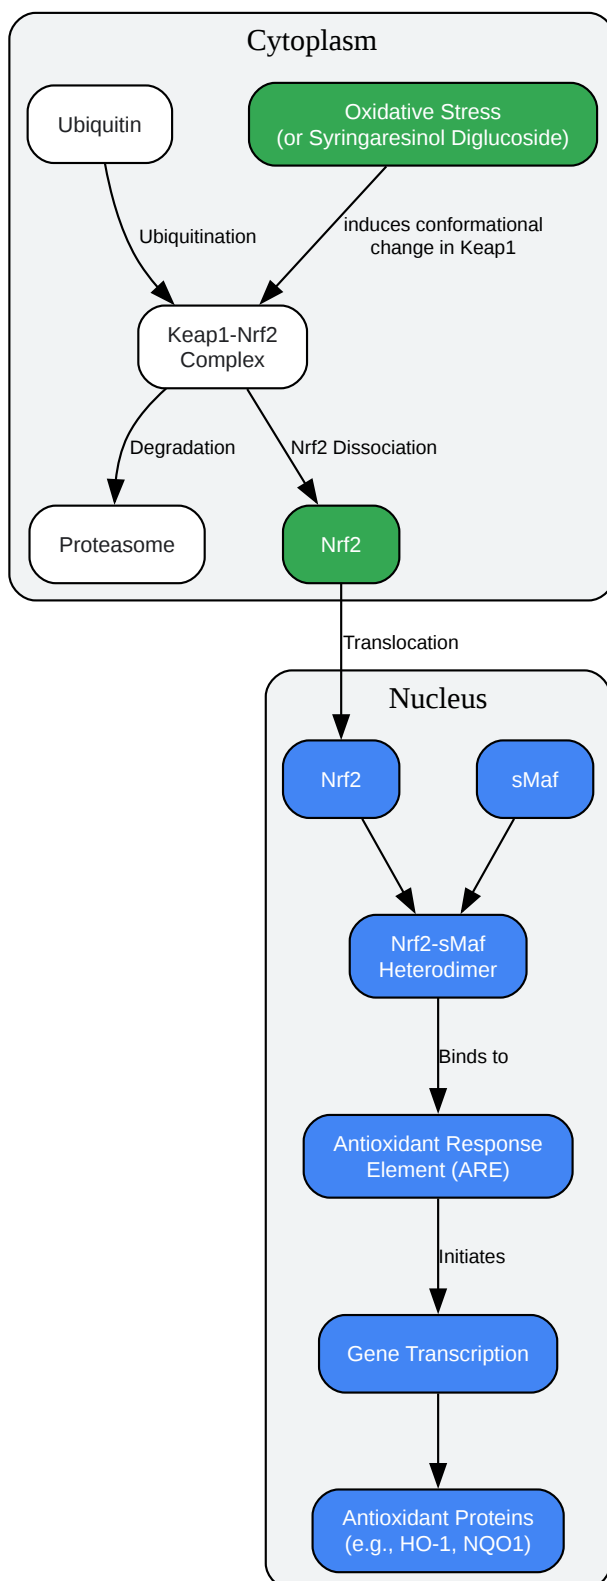 Cytoplasm
Ubiquitin
Oxidative Stress
(or Syringaresinol Diglucoside)
Ubiquitination
induces conformational
change in Keap1
Keap1-Nrf2
Complex
Degradation
Nrf2 Dissociation
Proteasome
Nrf2
Translocation
Nucleus
Nrf2
sMaf
Nrf2-sMaf
Heterodimer
Binds to
Antioxidant Response
Element (ARE)
Initiates
Gene Transcription
Antioxidant Proteins
(e.g., HO-1, NQO1)